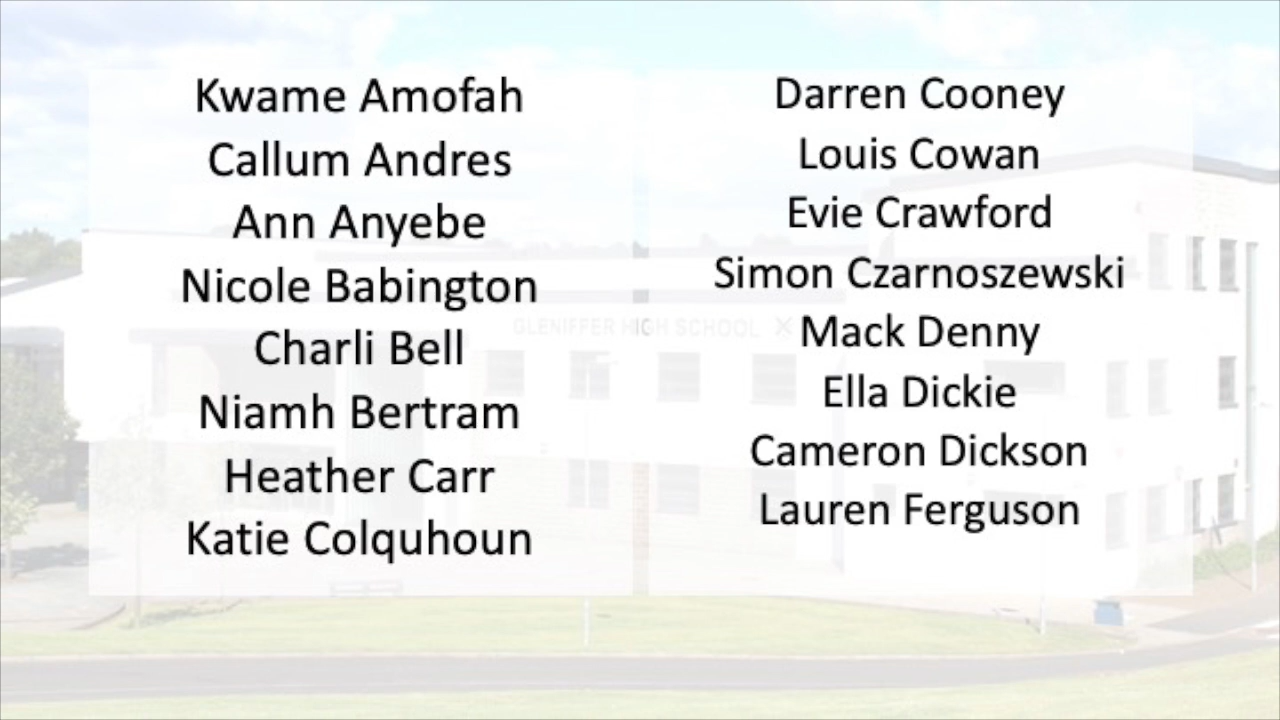 Kwame Amofah
Callum Andres
Ann Anyebe
Nicole Babington
Charli Bell
Niamh Bertram
Heather Carr
Katie Colquhoun
Darren Cooney
Louis Cowan
Evie Crawford
Simon Czarnoszewski
Mack Denny
Ella Dickie
Cameron Dickson
Lauren Ferguson
GLENIFFER HIGH SCHOOL